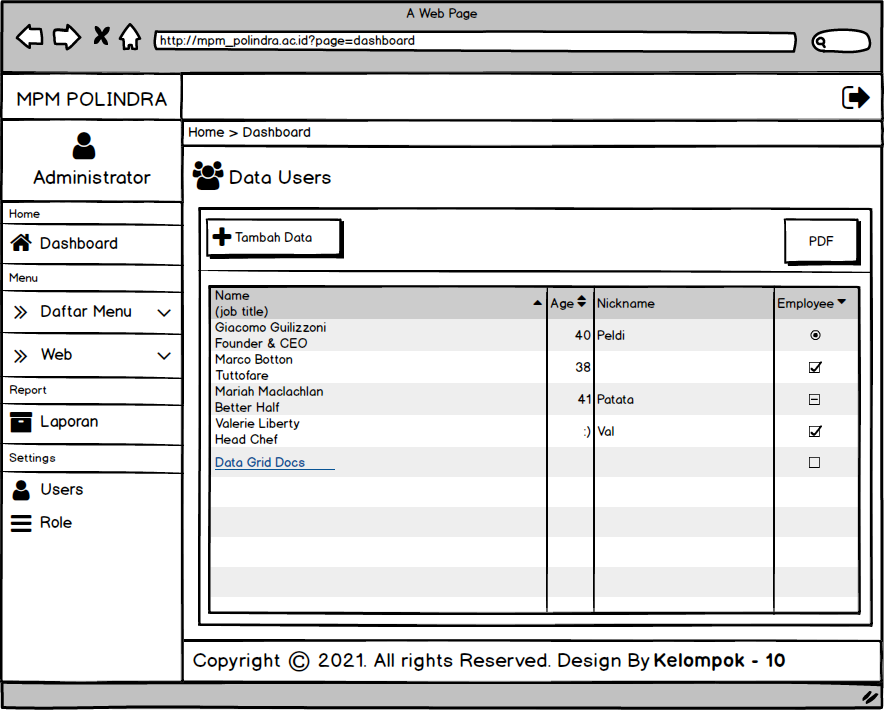 A Web Page
http://mpm_polindra.ac.id?page=dashboard
MPM POLINDRA
Administrator
Home
Dashboard
Menu
Daftar Menu
Web
Report
Laporan
Settings
Users
Role
Home > Dashboard
Data Users
Tambah Data
PDF
Name
(job title)
Age
Nickname
Employee
Giacomo Guilizzoni
Founder & CEO
40
Peldi
Marco Botton
Tuttofare
38
Mariah Maclachlan
Better Half
41
Patata
Valerie Liberty
Head Chef
:)
Val
Data Grid Docs
Copyright © 2021. All rights Reserved. Design By Kelompok - 10